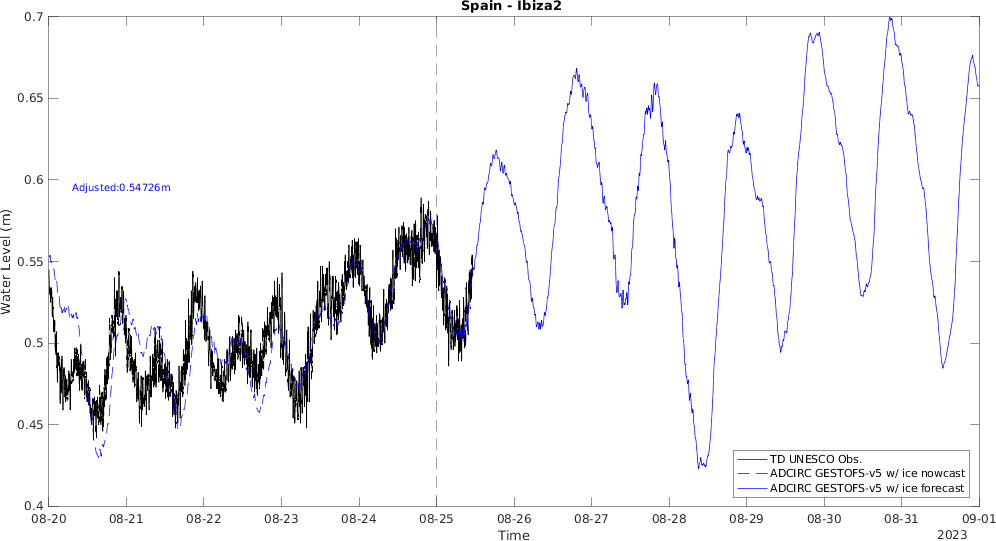 Spain - Ibiza2
0.7
0.65
0.6
0.55
0.5
0.45
0.4
Water Level (m)
Adjusted:0.54726m
TD UNESCO Obs.
ADCIRC GESTOFS-v5 w/ ice nowcast
ADCIRC GESTOFS-v5 w/ ice forecast
08-20 08-21 08-22 08-23 08-24 08-25 08-26 08-27 08-28 08-29 08-30 08-31 09-01
Time
2023